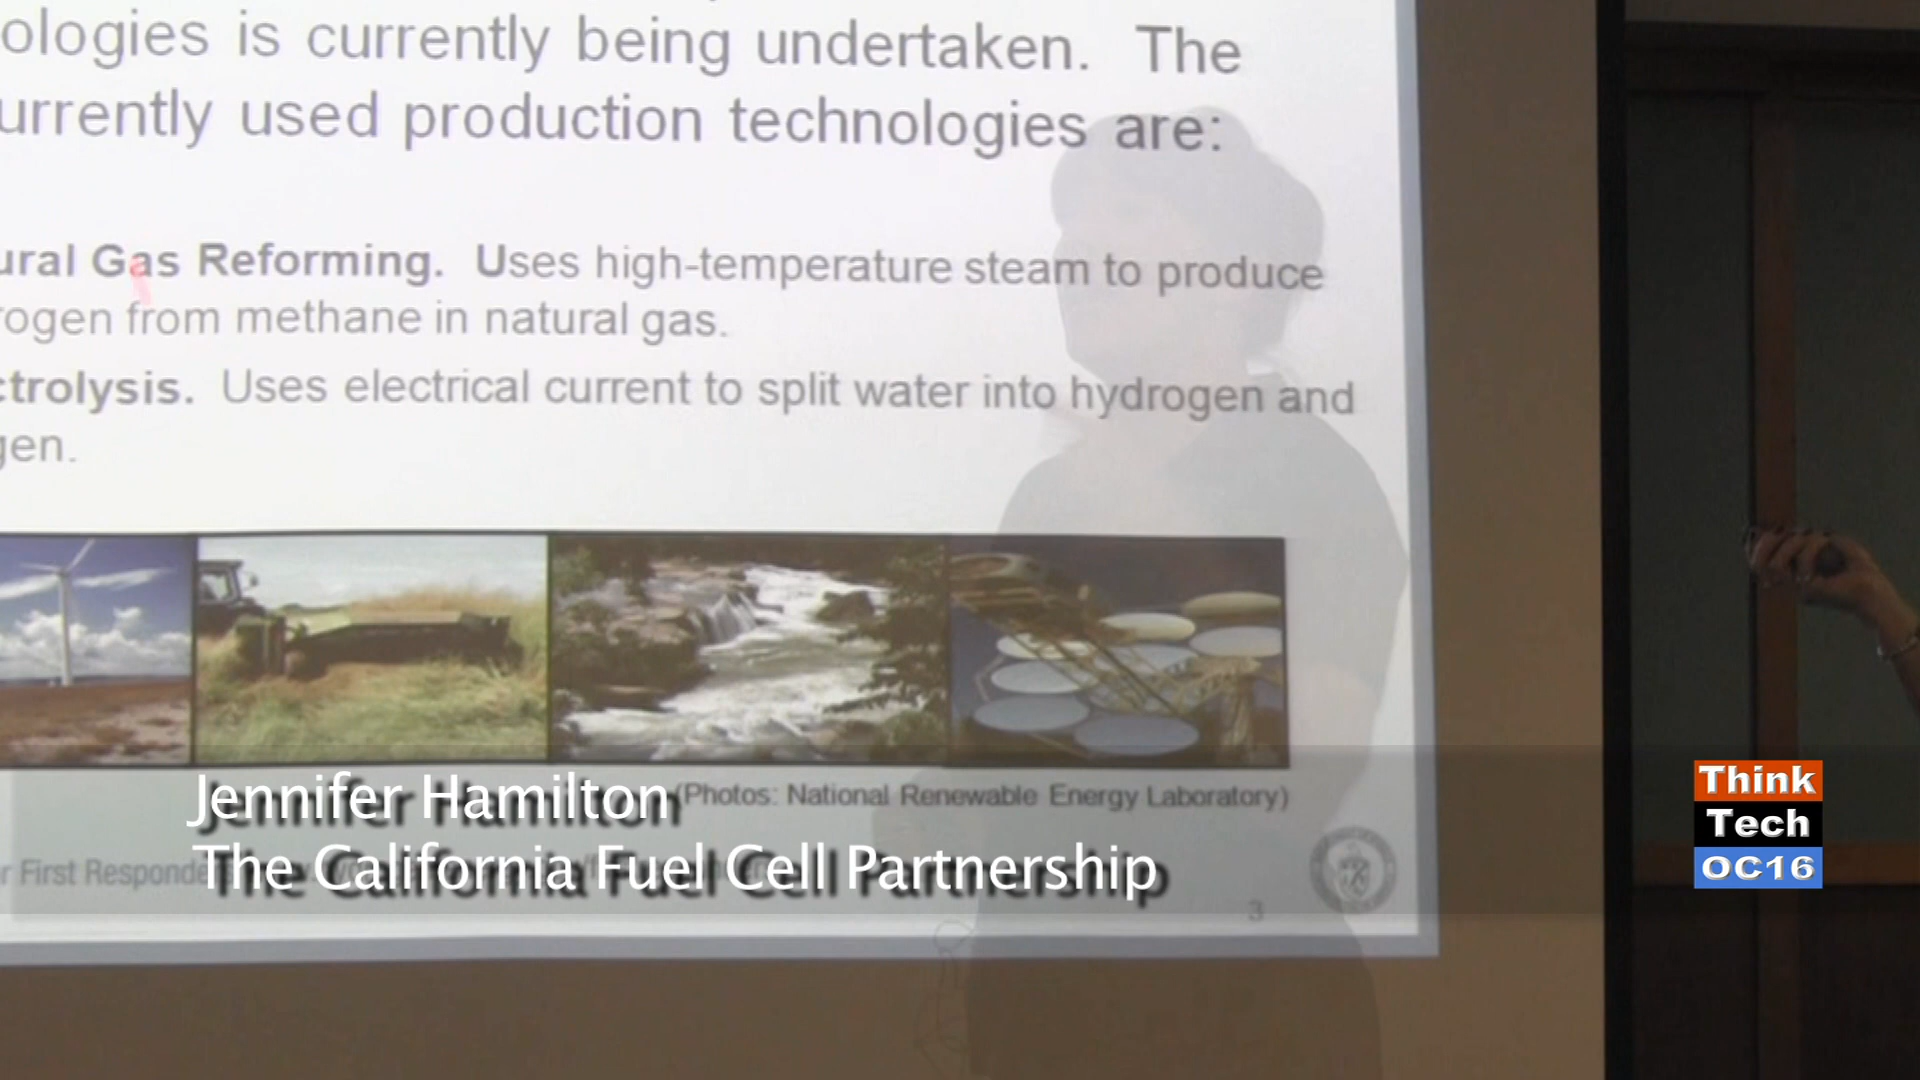 ologies is currently being undertaken. The
urrently used production technologies are:
ural Gas Reforming. Uses high-temperature steam to produce
rogen from methane in natural gas.
ctrolysis. Uses electrical current to split water into hydrogen and
gen.
(Photos: National Renewable Energy Laboratory)
Jennifer Hamilton
The California Fuel Cell Partnership
r First Responde
3
Think
Tech
OC16